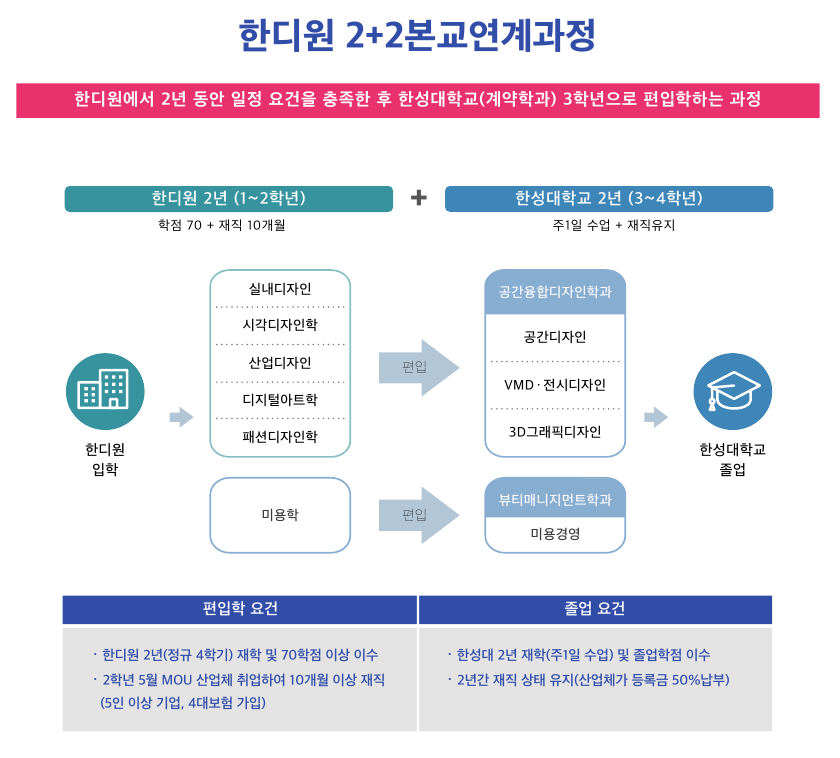 한디원 2+2본교연계과정
한디원에서 2년 동안 일정 요건을 충족한 후 한성대학교(계약학과) 3학년으로 편입학하는 과정
한디원 2년 (1~2학년)
+
한성대학교 2년 (3~4학년)
학점 70 + 재직 10개월
주1일 수업 + 재직유지
한디원
입학
실내디자인
시각디자인학
산업디자인
디지털아트학
패션디자인학
편입
공간융합디자인학과
공간디자인
VMD · 전시디자인
3D그래픽디자인
한성대학교
졸업
미용학
편입
뷰티매니지먼트학과
미용경영
편입학 요건
· 한디원 2년(정규 4학기) 재학 및 70학점 이상 이수
· 2학년 5월 MOU 산업체 취업하여 10개월 이상 재직
(5인 이상 기업, 4대보험 가입)
졸업 요건
· 한성대 2년 재학(주1일 수업) 및 졸업학점 이수
· 2년간 재직 상태 유지(산업체가 등록금 50%납부)